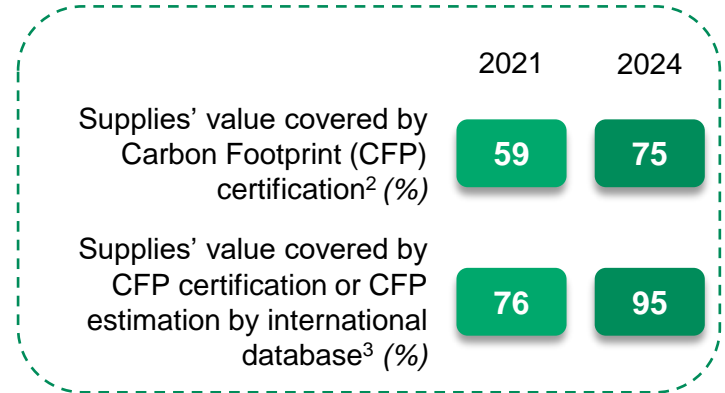 2021 2024
Supplies’ value covered by
Carbon Footprint (CFP)
certification² (%)
59 75
Supplies’ value covered by
CFP certification or CFP
estimation by international
database³ (%)
76 95